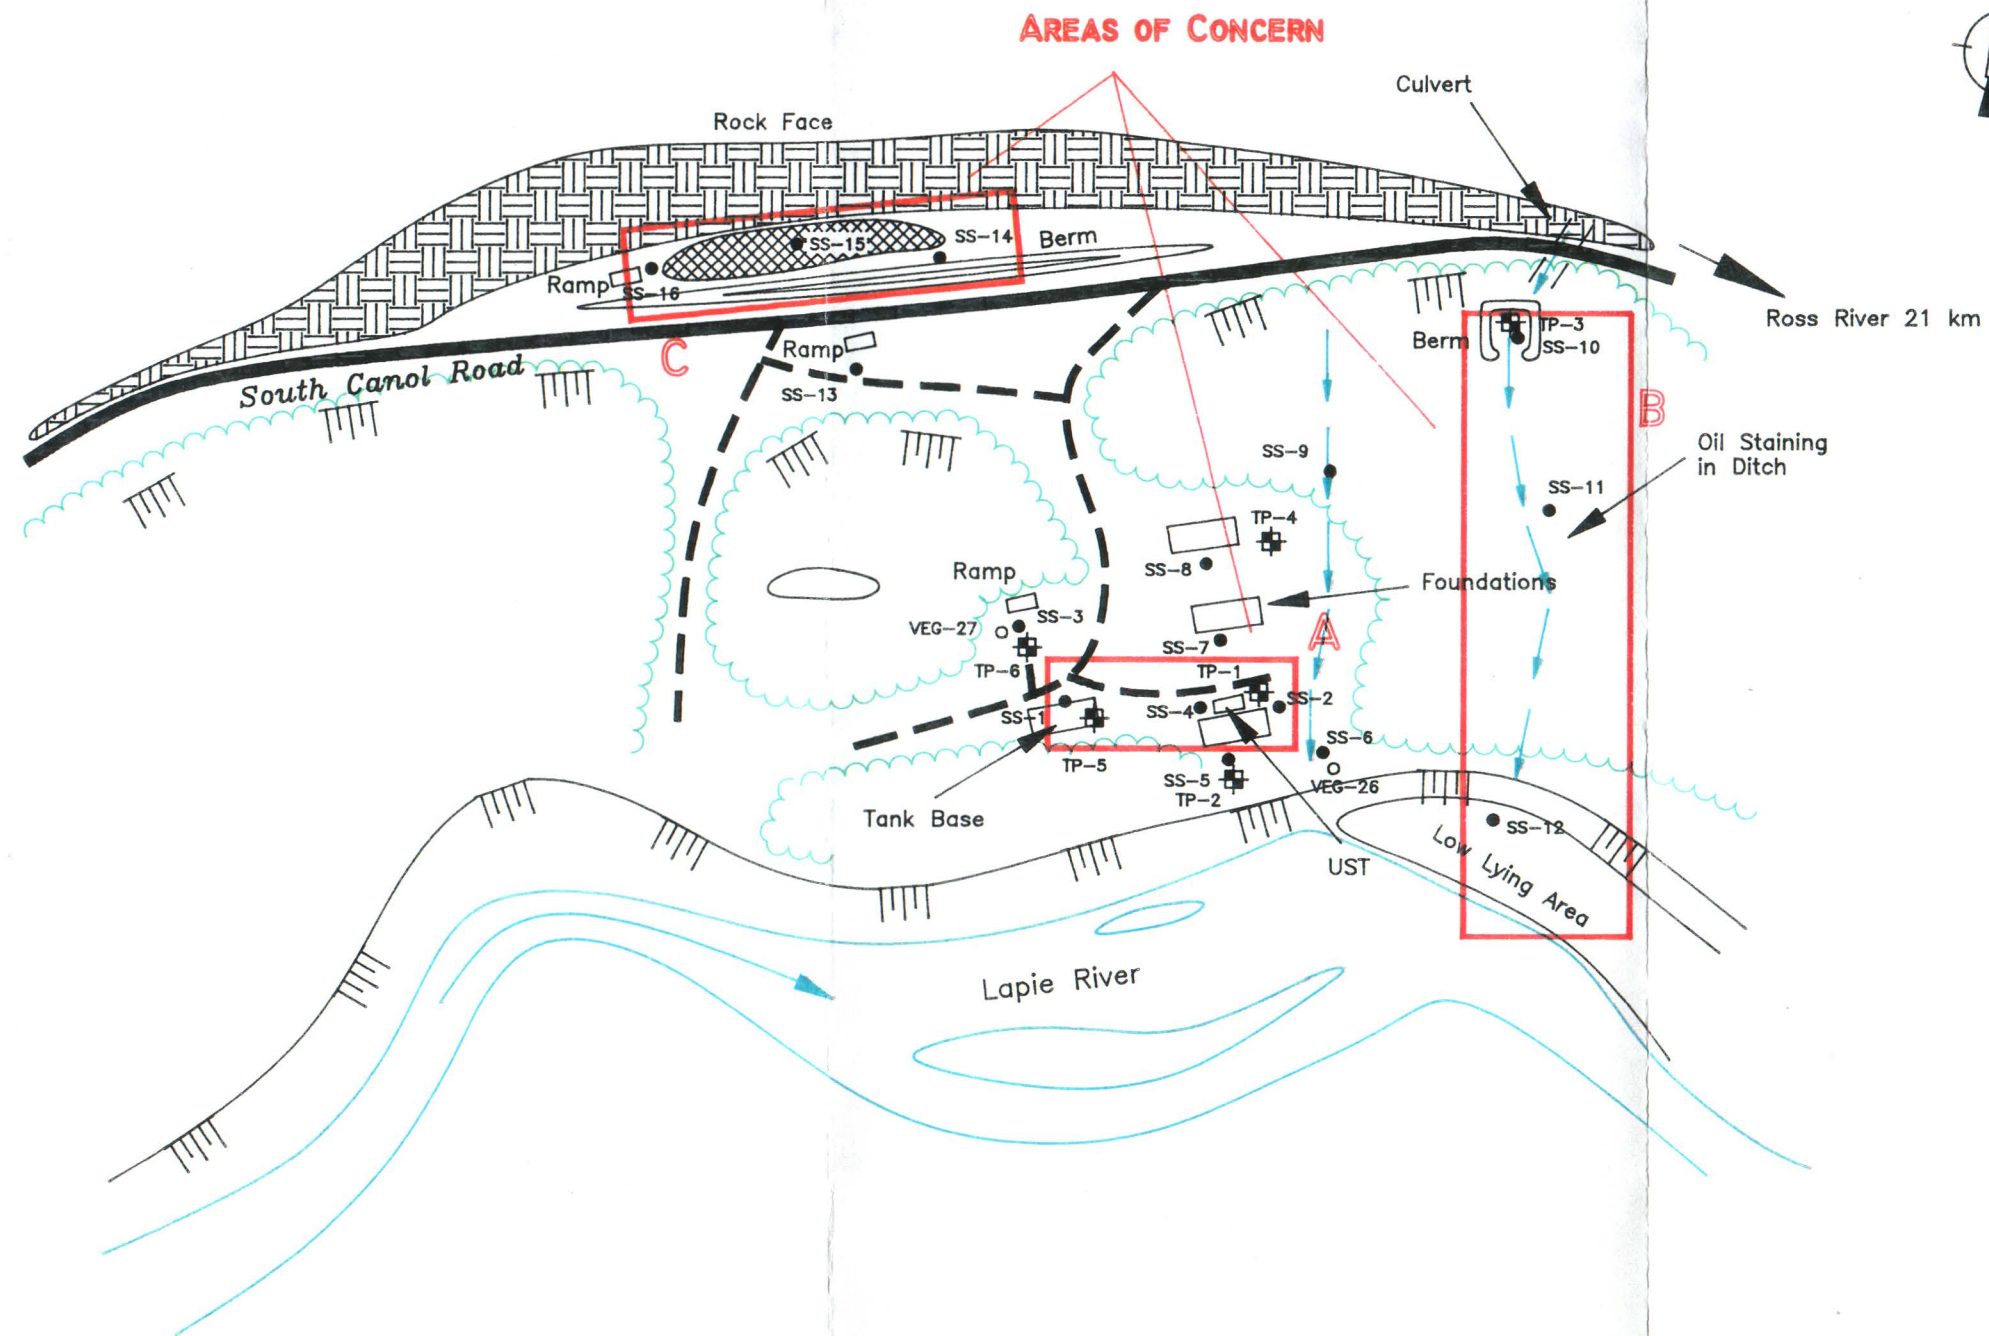 AREAS OF CONCERN
Culvert
Rock Face
SS-15
SS-14
Berm
Ramp
SS-16
Ross River 21 km
TP-3
Berm
SS-10
Ramp
C
South Canol Road
SS-13
B
Oil Staining
in Ditch
SS-9
SS-11
TP-4
SS-8
Ramp
Foundations
SS-3
VEG-27
A
SS-7
TP-6
TP-1
SS-2
SS-1
SS-4
SS-6
TP-5
SS-5
VEG-26
TP-2
Tank Base
SS-12
Low Lying Area
UST
Lapie River